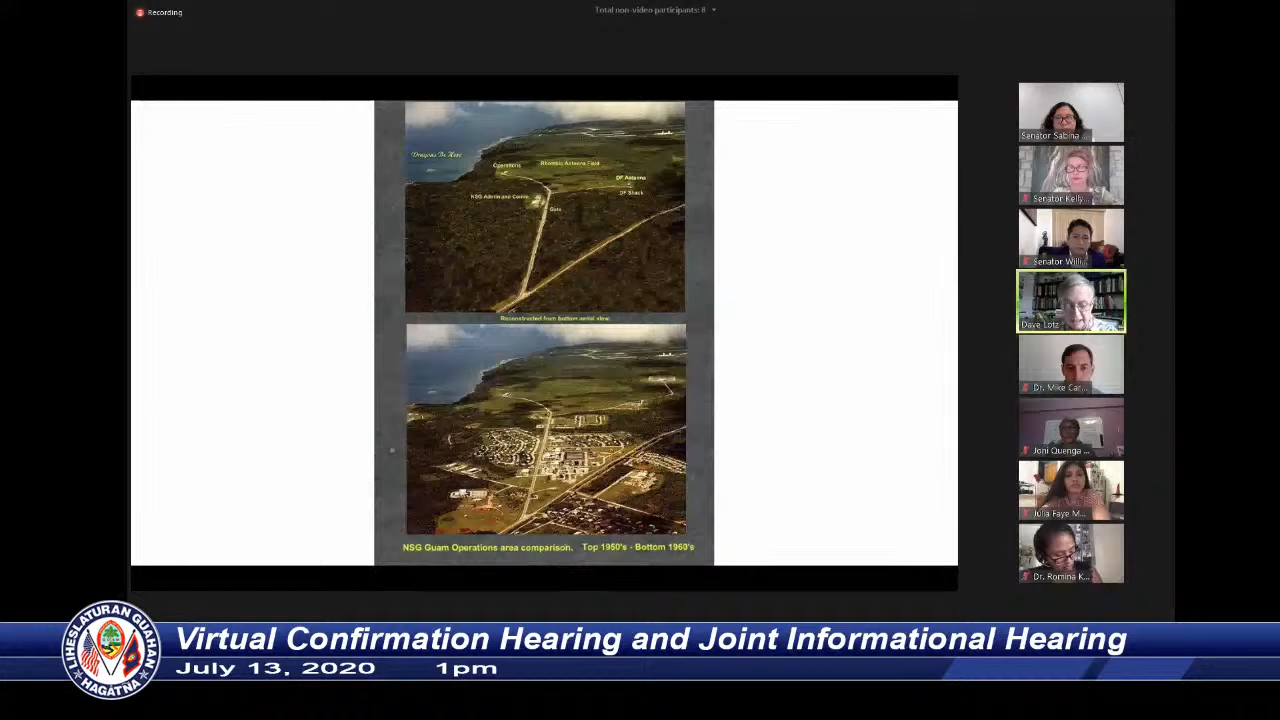 Recording
Total non-video participants: 8
Dragons Be Here
Operations
Rhombic Antenna Field
DF Antenna
DF Shack
NSG Admin and Comm
Gate
Reconstructed from bottom aerial view.
NSG Guam Operations area comparison. Top 1950's - Bottom 1960's
Senator Sabina ...
Senator Kelly...
Senator Willi...
Dave Lotz
Dr. Mike Car...
Joni Quenga ...
Julia Faye M...
Dr. Romina K...
LIHESLATURAN GUAHAN
HAGÅTÑA
Virtual Confirmation Hearing and Joint Informational Hearing
July 13, 2020 1pm